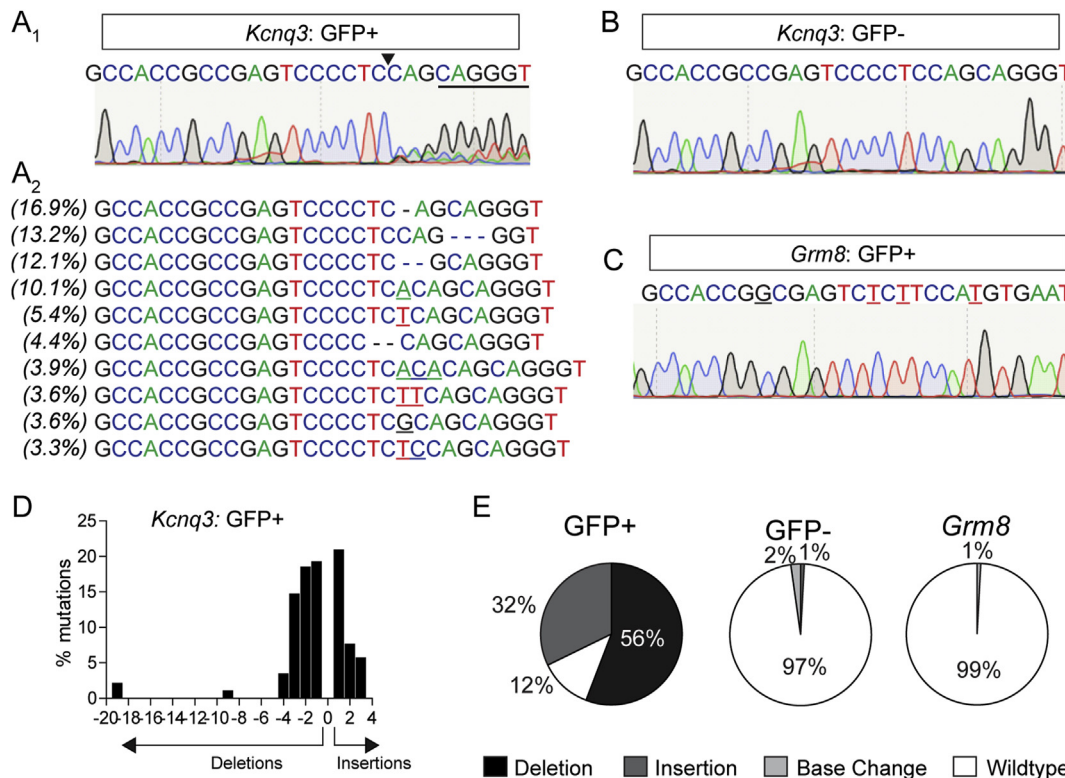 A1
Kcnq3: GFP+
GCCACCGCCGAGTCCCCTCCAGCAGGGT
A2
(16.9%) GCCACCGCCGAGTCCCCTC-AGCAGGGT
(13.2%) GCCACCGCCGAGTCCCCTCCAG---GGT
(12.1%) GCCACCGCCGAGTCCCCTC--GCAGGGT
(10.1%) GCCACCGCCGAGTCCCCTCACAGCAGGGT
(5.4%) GCCACCGCCGAGTCCCCTCTCAGCAGGGT
(4.4%) GCCACCGCCGAGTCCCC--CAGCAGGGT
(3.9%) GCCACCGCCGAGTCCCCTCACACAGCAGGGT
(3.6%) GCCACCGCCGAGTCCCCTCTTCAGCAGGGT
(3.6%) GCCACCGCCGAGTCCCCTCGCAGCAGGGT
(3.3%) GCCACCGCCGAGTCCCCTCTCCAGCAGGGT
B
Kcnq3: GFP-
GCCACCGCCGAGTCCCCTCCAGCAGGGT
C
Grm8: GFP+
GCCACCGGCGAGTCTCTTCCATGTGAAT
D
Kcnq3: GFP+
% mutations
25
20
15
10
5
0
-20 -18 -16 -14 -12 -10 -8 -6 -4 -2 0 2 4
Deletions
Insertions
E
GFP+
32%
56%
12%
GFP-
2%
1%
97%
Grm8
1%
99%
Deletion
Insertion
Base Change
Wildtype